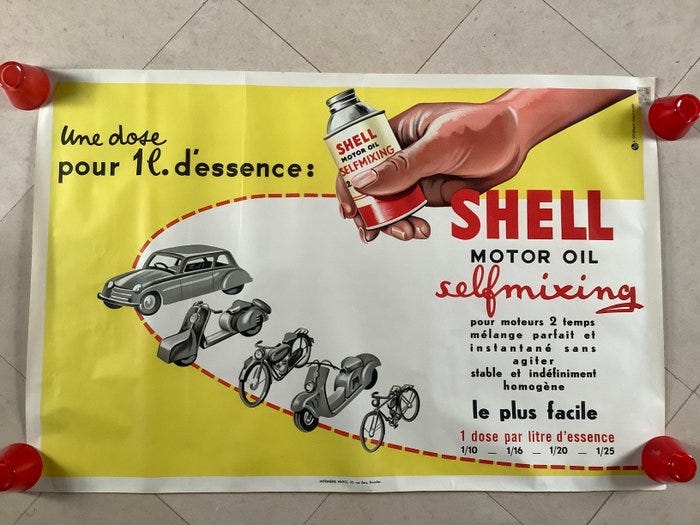 Une dose
pour 1 l. d'essence :
SHELL
MOTOR OIL
SELFMIXING
SHELL
MOTOR OIL
selfmixing
pour moteurs 2 temps
mélange parfait et
instantané sans
agiter
stable et indéfiniment
homogène
le plus facile
1 dose par litre d'essence
1/10 _ 1/16 _ 1/20 _ 1/25